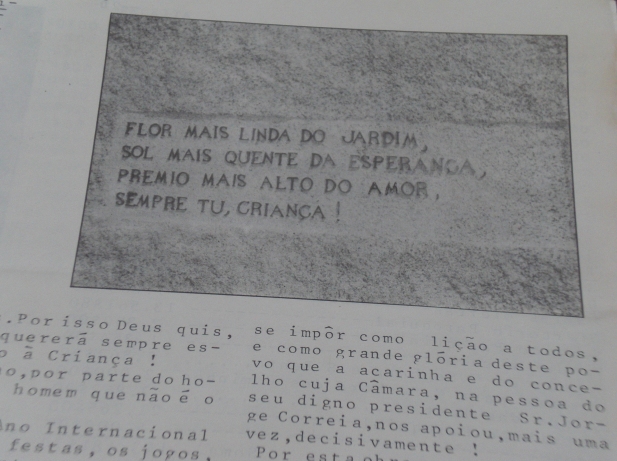 FLOR MAIS LINDA DO JARDIM,
SOL MAIS QUENTE DA ESPERANÇA,
PREMIO MAIS ALTO DO AMOR,
SEMPRE TU, CRIANÇA!
.Por isso Deus quis,
quererá sempre es-
à Criança !
,por parte do ho-
homem que não é o
Ano Internacional
festas, os jogos,
se impôr como lição a todos,
e como grande glória deste po-
vo que a acarinha e do conce-
lho cuja Câmara, na pessoa do
seu digno presidente Sr.Jor-
ge Correia,nos apoiou,mais uma
vez,decisivamente !
Por esta